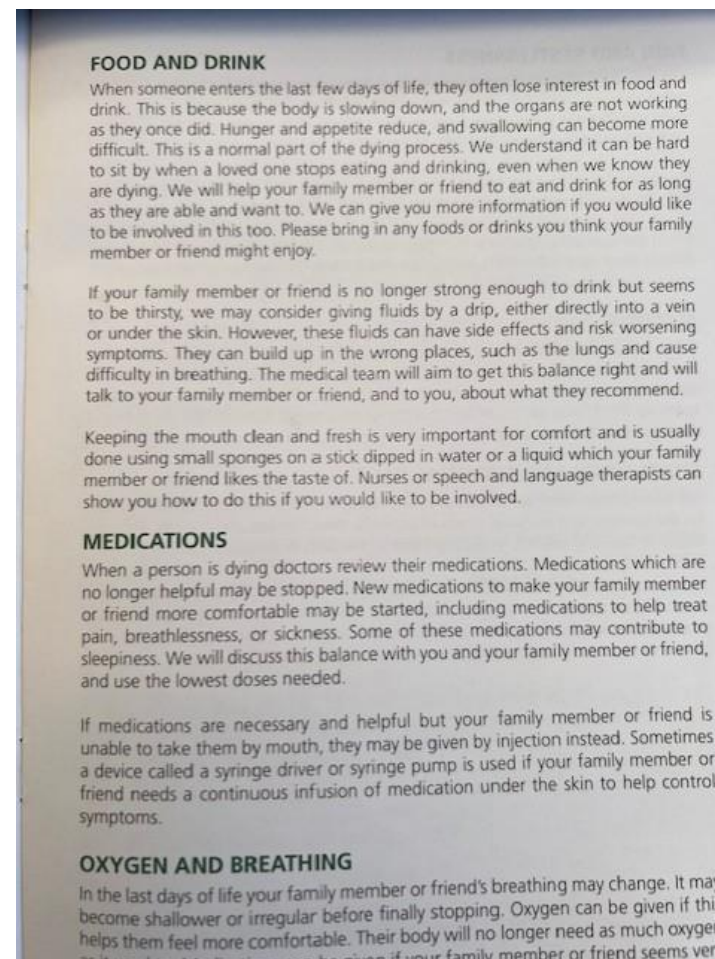 FOOD AND DRINK
When someone enters the last few days of life, they often lose interest in food and
drink. This is because the body is slowing down, and the organs are not working
as they once did. Hunger and appetite reduce, and swallowing can become more
difficult. This is a normal part of the dying process. We understand it can be hard
to sit by when a loved one stops eating and drinking, even when we know they
are dying. We will help your family member or friend to eat and drink for as long
as they are able and want to. We can give you more information if you would like
to be involved in this too. Please bring in any foods or drinks you think your family
member or friend might enjoy.
If your family member or friend is no longer strong enough to drink but seems
to be thirsty, we may consider giving fluids by a drip, either directly into a vein
or under the skin. However, these fluids can have side effects and risk worsening
symptoms. They can build up in the wrong places, such as the lungs and cause
difficulty in breathing. The medical team will aim to get this balance right and will
talk to your family member or friend, and to you, about what they recommend.
Keeping the mouth clean and fresh is very important for comfort and is usually
done using small sponges on a stick dipped in water or a liquid which your family
member or friend likes the taste of. Nurses or speech and language therapists can
show you how to do this if you would like to be involved.
MEDICATIONS
When a person is dying doctors review their medications. Medications which are
no longer helpful may be stopped. New medications to make your family member
or friend more comfortable may be started, including medications to help treat
pain, breathlessness, or sickness. Some of these medications may contribute to
sleepiness. We will discuss this balance with you and your family member or friend,
and use the lowest doses needed.
If medications are necessary and helpful but your family member or friend is
unable to take them by mouth, they may be given by injection instead. Sometimes
a device called a syringe driver or syringe pump is used if your family member or
friend needs a continuous infusion of medication under the skin to help control
symptoms.
OXYGEN AND BREATHING
In the last days of life your family member or friend's breathing may change. It may
become shallower or irregular before finally stopping. Oxygen can be given if this
helps them feel more comfortable. Their body will no longer need as much oxygen
if your family member or friend seems very